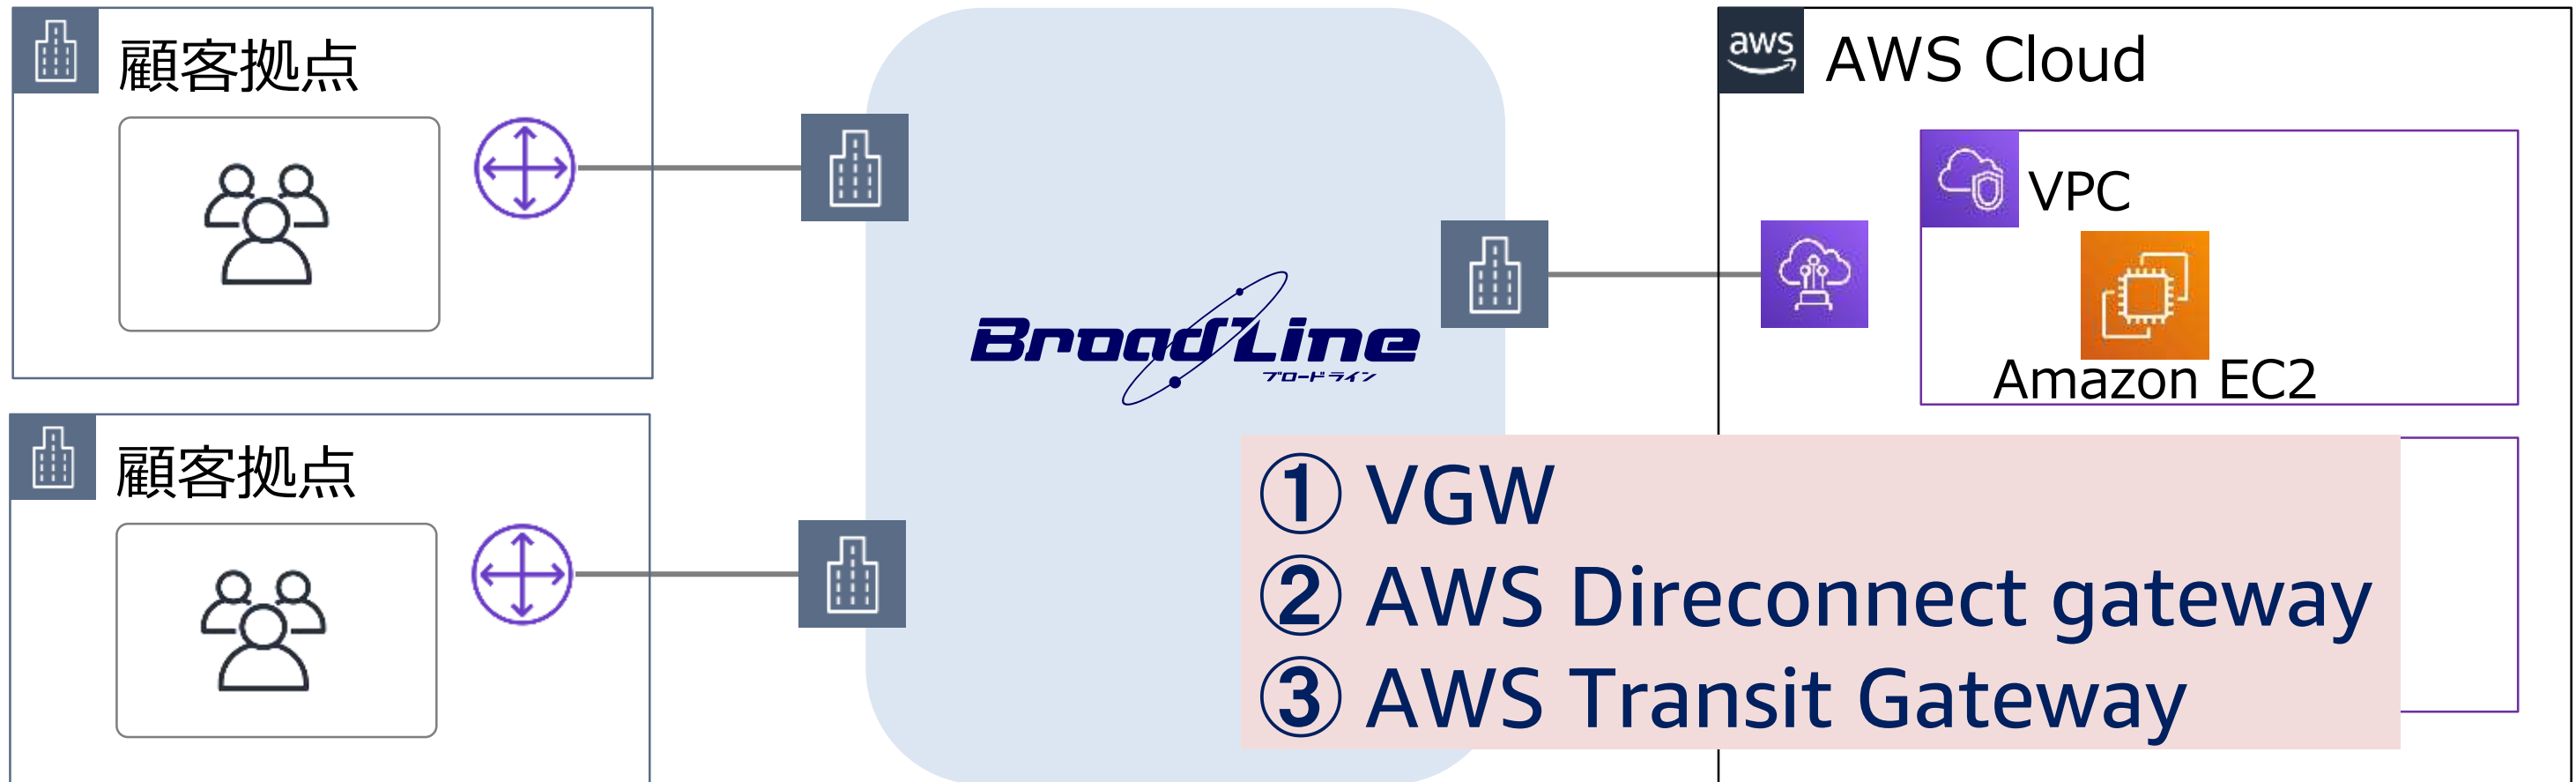 顧客拠点
aws
AWS Cloud
VPC
BroadLine
ブロードライン
Amazon EC2
顧客拠点
① VGW
② AWS Direconnect gateway
③ AWS Transit Gateway